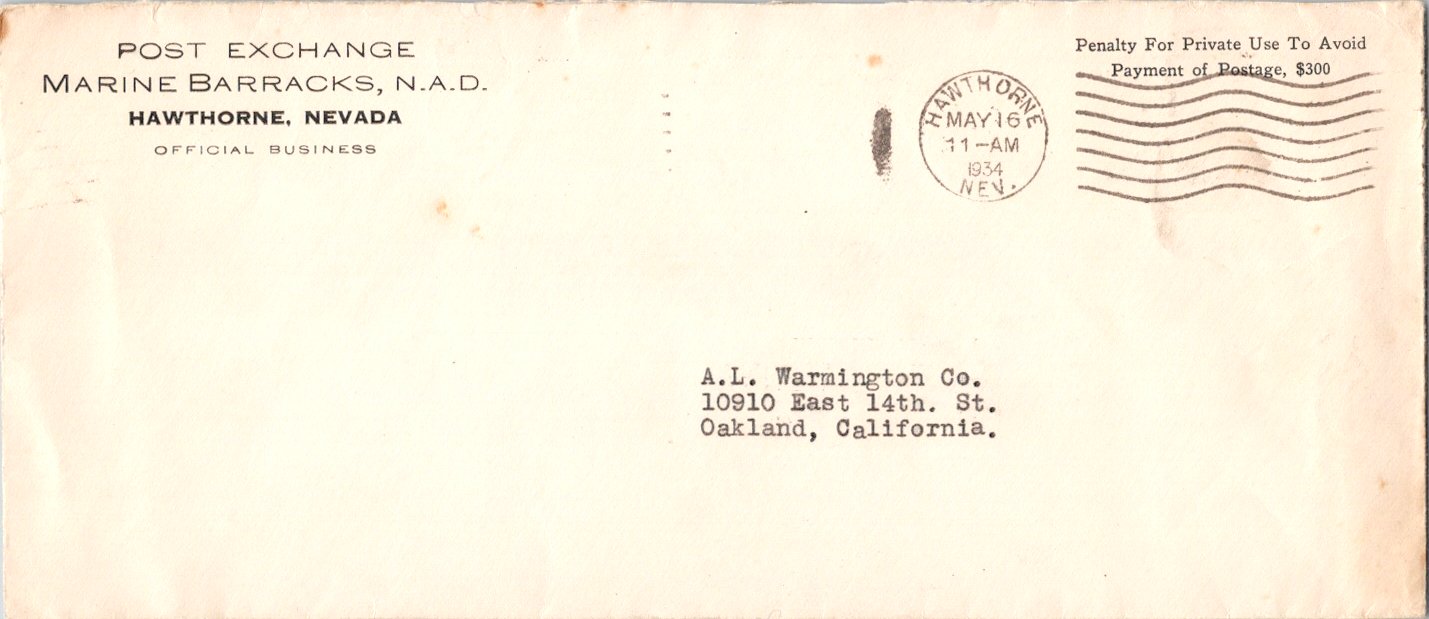 POST EXCHANGE
MARINE BARRACKS, N.A.D.
HAWTHORNE, NEVADA
OFFICIAL BUSINESS
HAWTHORNE
MAY 16
11-AM
1934
NEV.
Penalty For Private Use To Avoid
Payment of Postage, $300
A.L. Warmington Co.
10910 East 14th. St.
Oakland, California.